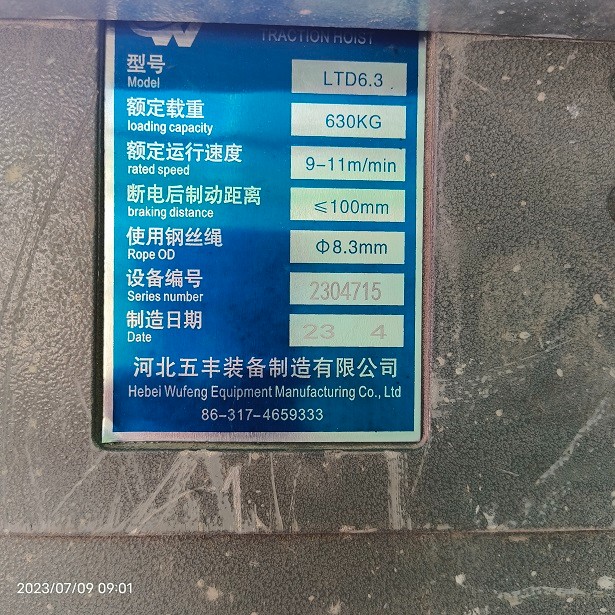 TRACTION HOIST
型号
Model
LTD6.3
额定载重
loading capacity
630KG
额定运行速度
rated speed
9-11m/min
断电后制动距离
braking distance
≤100mm
使用钢丝绳
Rope OD
Φ8.3mm
设备编号
Series number
2304715
制造日期
Date
23 4
河北五丰装备制造有限公司
Hebei Wufeng Equipment Manufacturing Co., Ltd
86-317-4659333
2023/07/09 09:01